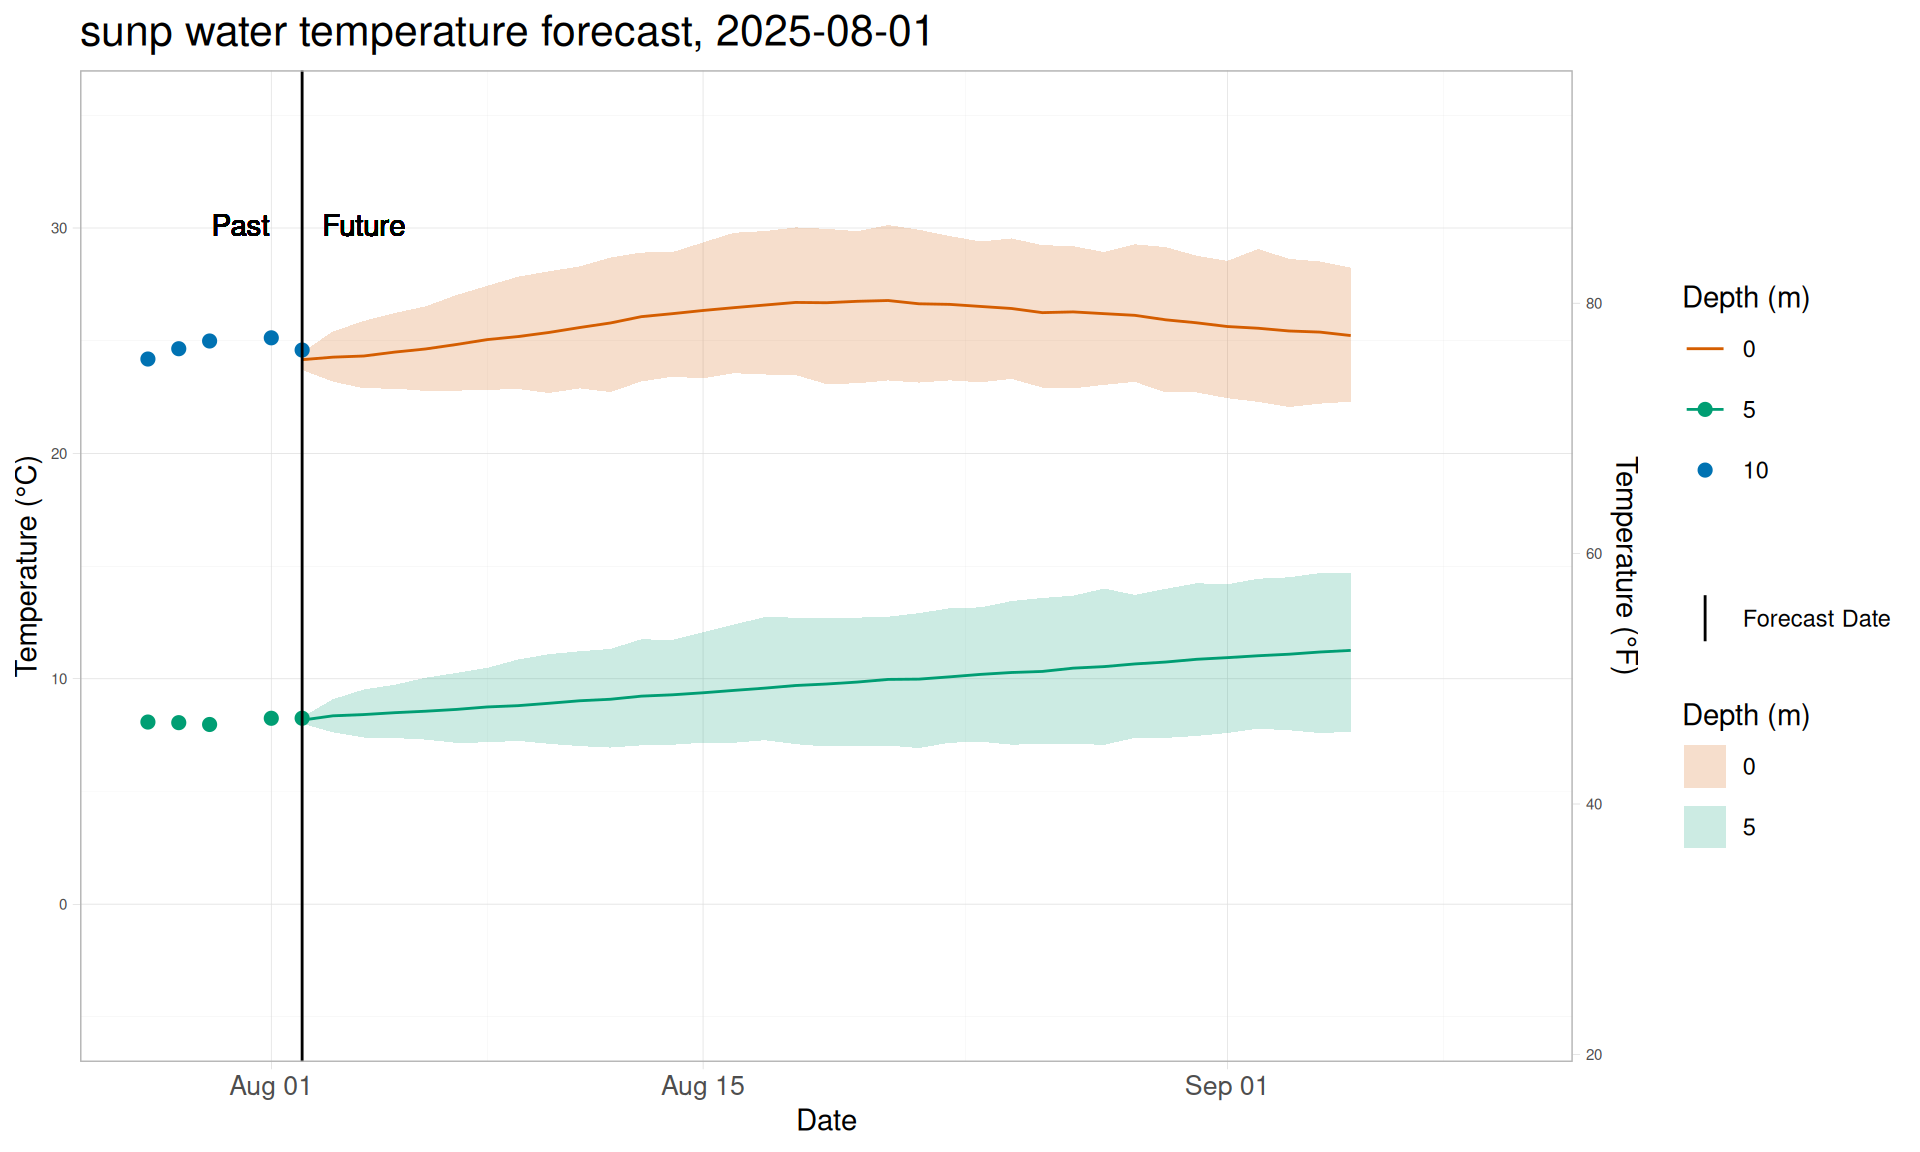 sunp water temperature forecast, 2025-08-01
Past
Future
30
20
10
0
Temperature (°C)
80
60
40
20
Temperature (°F)
Aug 01
Aug 15
Sep 01
Date
Depth (m)
0
5
10
Forecast Date
Depth (m)
0
5